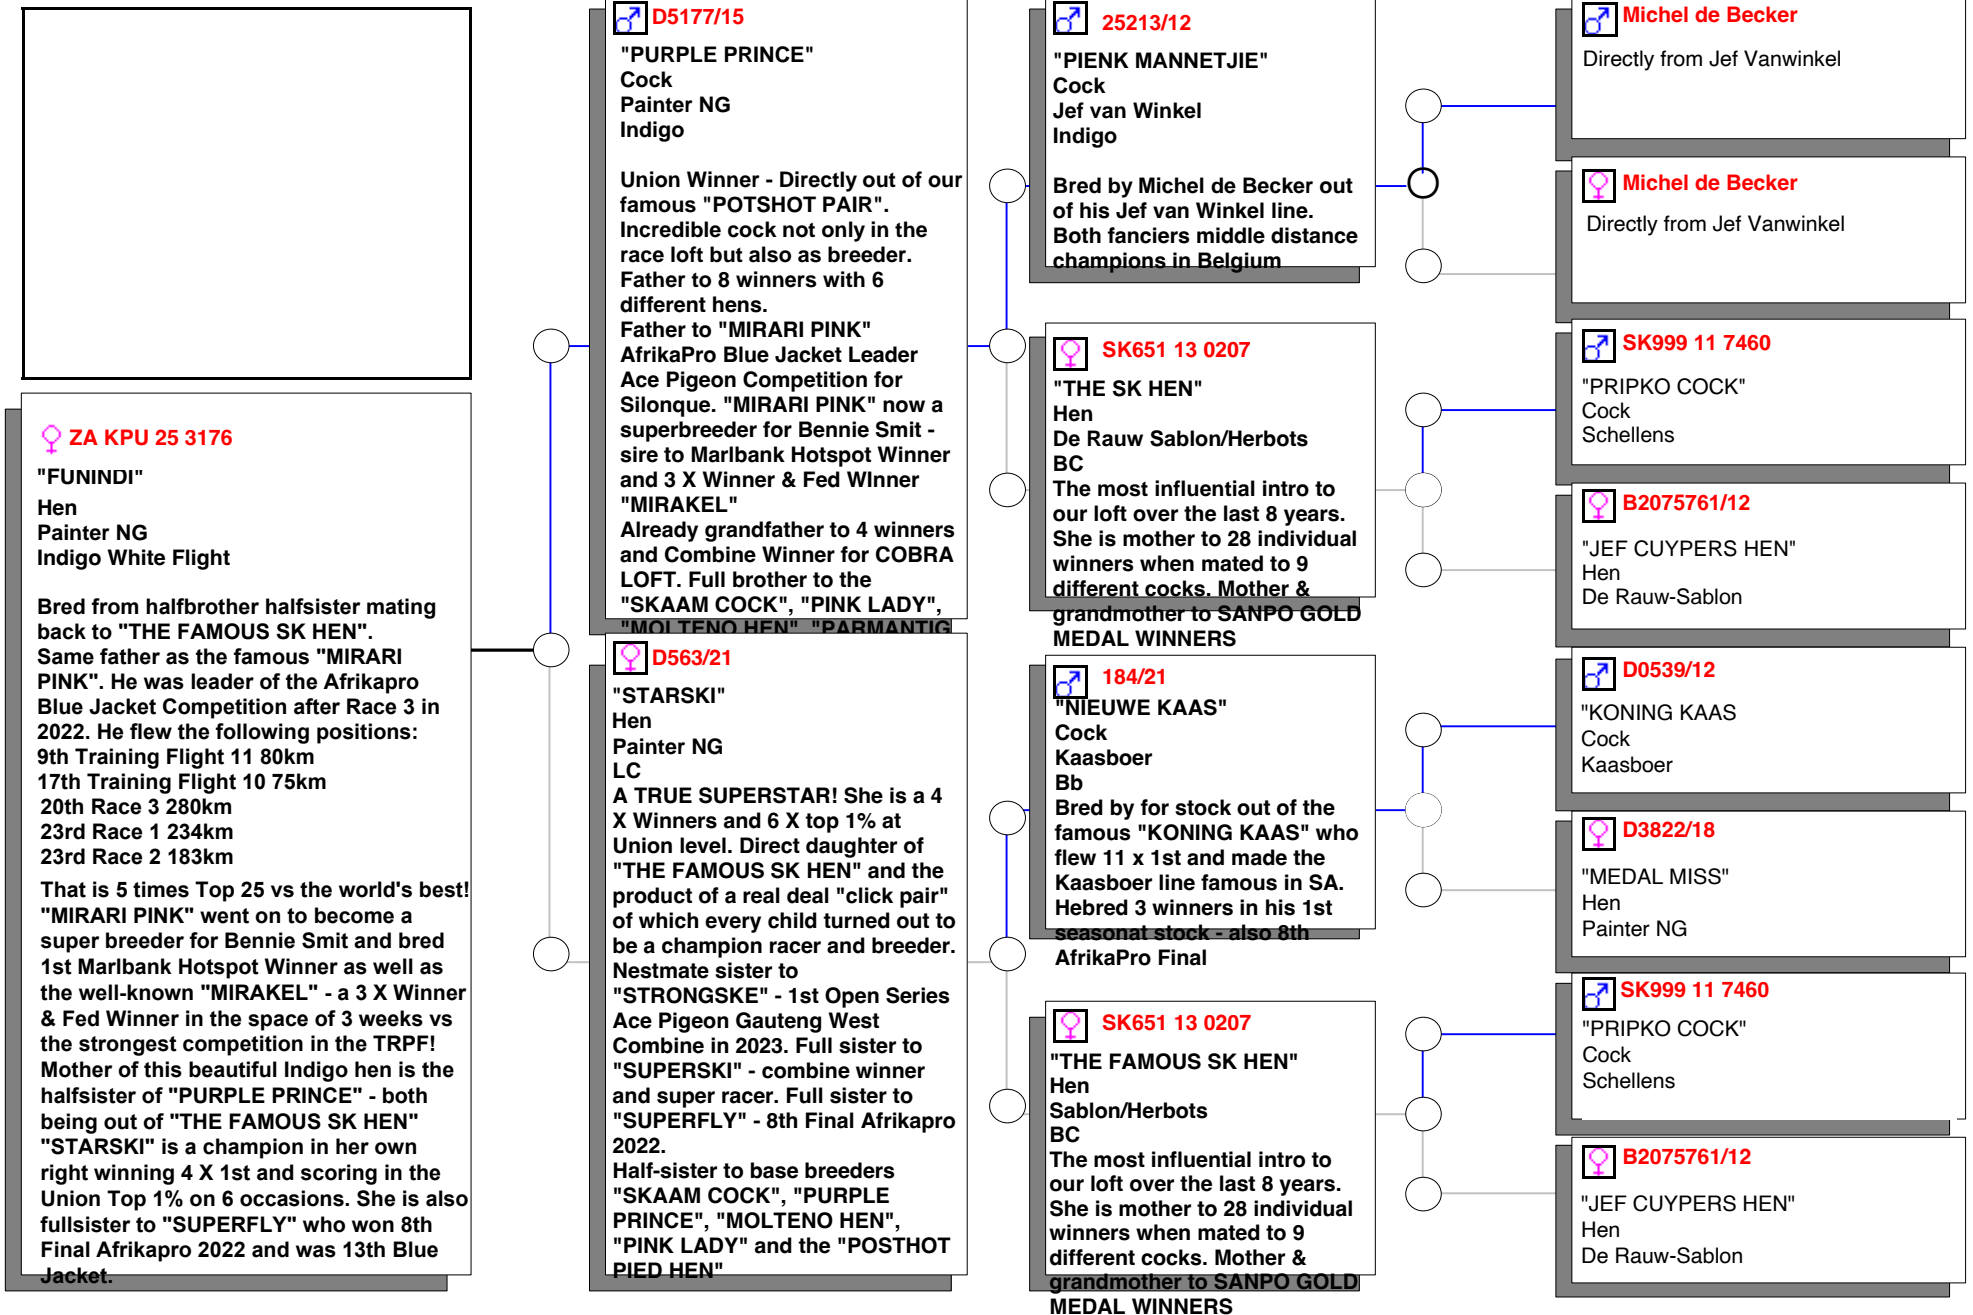 ZA KPU 25 3176
"FUNINDI"
Hen
Painter NG
Indigo White Flight
Bred from halfbrother halfsister mating
back to "THE FAMOUS SK HEN".
Same father as the famous "MIRARI
PINK". He was leader of the Afrikapro
Blue Jacket Competition after Race 3 in
2022. He flew the following positions:
9th Training Flight 11 80km
17th Training Flight 10 75km
20th Race 3 280km
23rd Race 1 234km
23rd Race 2 183km
That is 5 times Top 25 vs the world's best!
"MIRARI PINK" went on to become a
super breeder for Bennie Smit and bred
1st Marlbank Hotspot Winner as well as
the well-known "MIRAKEL" - a 3 X Winner
& Fed Winner in the space of 3 weeks vs
the strongest competition in the TRPF!
Mother of this beautiful Indigo hen is the
halfsister of "PURPLE PRINCE" - both
being out of "THE FAMOUS SK HEN"
"STARSKI" is a champion in her own
right winning 4 X 1st and scoring in the
Union Top 1% on 6 occasions. She is also
fullsister to "SUPERFLY" who won 8th
Final Afrikapro 2022 and was 13th Blue
Jacket.
D5177/15
"PURPLE PRINCE"
Cock
Painter NG
Indigo
Union Winner - Directly out of our
famous "POTSHOT PAIR".
Incredible cock not only in the
race loft but also as breeder.
Father to 8 winners with 6
different hens.
Father to "MIRARI PINK"
AfrikaPro Blue Jacket Leader
Ace Pigeon Competition for
Silonque. "MIRARI PINK" now a
superbreeder for Bennie Smit -
sire to Marlbank Hotspot Winner
and 3 X Winner & Fed WInner
"MIRAKEL"
Already grandfather to 4 winners
and Combine Winner for COBRA
LOFT. Full brother to the
"SKAAM COCK", "PINK LADY",
"MOLTENO HEN", "PARMANTIG
D563/21
"STARSKI"
Hen
Painter NG
LC
A TRUE SUPERSTAR! She is a 4
X Winners and 6 X top 1% at
Union level. Direct daughter of
"THE FAMOUS SK HEN" and the
product of a real deal "click pair"
of which every child turned out to
be a champion racer and breeder.
Nestmate sister to
"STRONGSKE" - 1st Open Series
Ace Pigeon Gauteng West
Combine in 2023. Full sister to
"SUPERSKI" - combine winner
and super racer. Full sister to
"SUPERFLY" - 8th Final Afrikapro
2022.
Half-sister to base breeders
"SKAAM COCK", "PURPLE
PRINCE", "MOLTENO HEN",
"PINK LADY" and the "POSTHOT
PIED HEN"
25213/12
"PIENK MANNETJIE"
Cock
Jef van Winkel
Indigo
Bred by Michel de Becker out
of his Jef van Winkel line.
Both fanciers middle distance
champions in Belgium
SK651 13 0207
"THE SK HEN"
Hen
De Rauw Sablon/Herbots
BC
The most influential intro to
our loft over the last 8 years.
She is mother to 28 individual
winners when mated to 9
different cocks. Mother &
grandmother to SANPO GOLD
MEDAL WINNERS
184/21
"NIEUWE KAAS"
Cock
Kaasboer
Bb
Bred by for stock out of the
famous "KONING KAAS" who
flew 11 x 1st and made the
Kaasboer line famous in SA.
Hebred 3 winners in his 1st
seasonat stock - also 8th
AfrikaPro Final
SK651 13 0207
"THE FAMOUS SK HEN"
Hen
Sablon/Herbots
BC
The most influential intro to
our loft over the last 8 years.
She is mother to 28 individual
winners when mated to 9
different cocks. Mother &
grandmother to SANPO GOLD
MEDAL WINNERS
Michel de Becker
Directly from Jef Vanwinkel
Michel de Becker
Directly from Jef Vanwinkel
SK999 11 7460
"PRIPKO COCK"
Cock
Schellens
B2075761/12
"JEF CUYPERS HEN"
Hen
De Rauw-Sablon
D0539/12
"KONING KAAS
Cock
Kaasboer
D3822/18
"MEDAL MISS"
Hen
Painter NG
SK999 11 7460
"PRIPKO COCK"
Cock
Schellens
B2075761/12
"JEF CUYPERS HEN"
Hen
De Rauw-Sablon